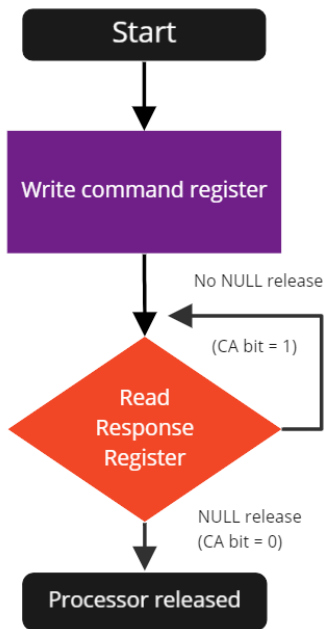 Start
Write command register
No NULL release
(CA bit = 1)
Read
Response
Register
NULL release
(CA bit = 0)
Processor released